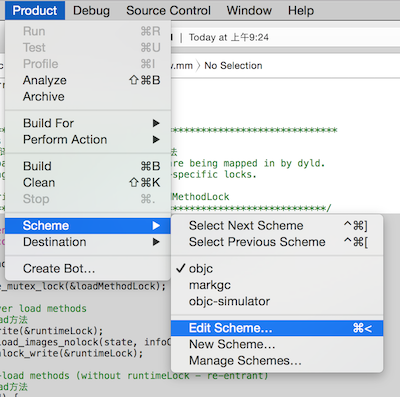 Product Debug Source Control Window Help
Run ⌘R
Test ⌘U
Profile ⌘I
Analyze ⇧⌘B
Archive
Build For ▶
Perform Action ▶
Build ⌘B
Clean ⇧⌘K
Stop ⌘.
Scheme ▶
Destination ▶
Create Bot…
| Today at 上午9:24
.mm 〉No Selection
are being mapped in by dyld.
-specific locks.
MethodLock
Select Next Scheme ^⌘]
Select Previous Scheme ^⌘[
✓ objc
markgc
objc-simulator
Edit Scheme… ⌘<
New Scheme…
Manage Schemes…
e_mutex_lock(&loadMethodLock);
ver load methods
ad方法
rite(&runtimeLock);
load_images_nolock(state, infoC
nlock_write(&runtimeLock);
-load methods (without runtimeLock - re-entrant)
ad方法